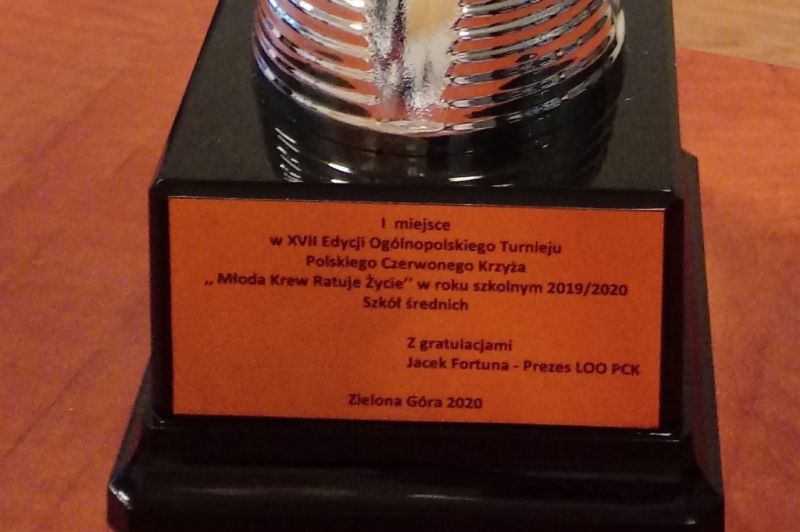 I miejsce
w XVII Edycji Ogólnopolskiego Turnieju
Polskiego Czerwonego Krzyża
„ Młoda Krew Ratuje Życie’’ w roku szkolnym 2019/2020
Szkół średnich
Z gratulacjami
Jacek Fortuna - Prezes LOO PCK
Zielona Góra 2020